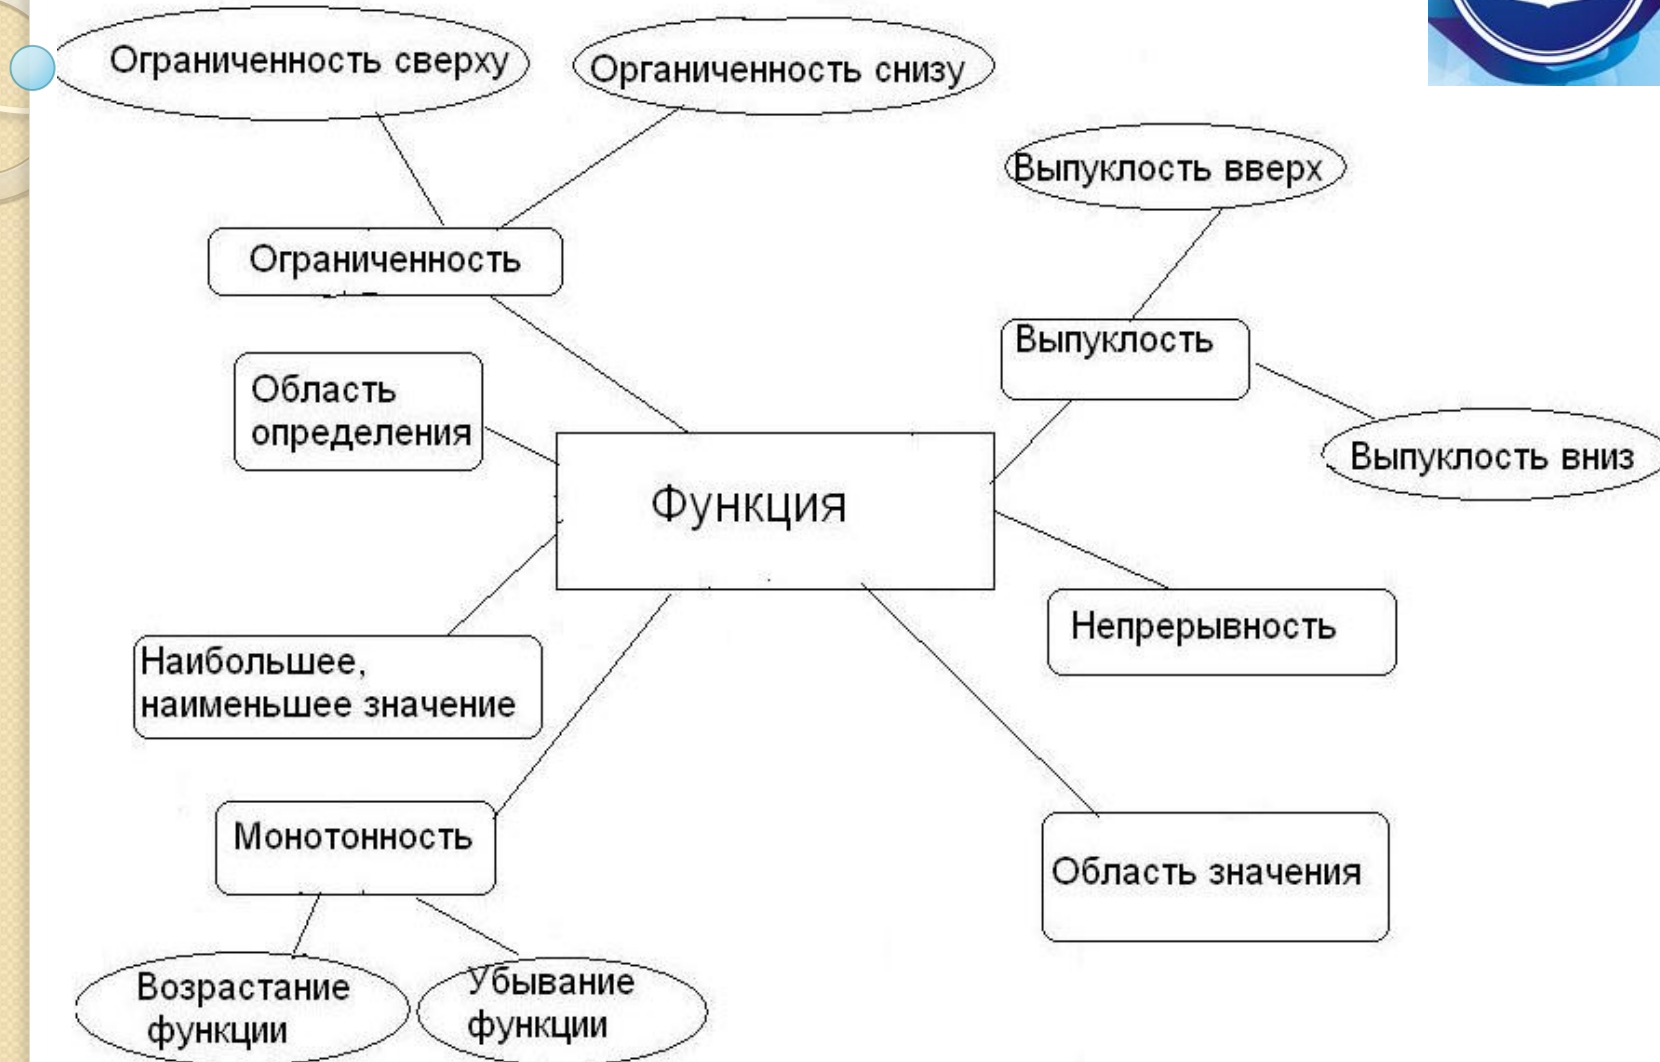 Ограниченность сверху
Органиченность снизу
Выпуклость вверх
Ограниченность
Выпуклость
Область
определения
Выпуклость вниз
Функция
Непрерывность
Наибольшее,
наименьшее значение
Монотонность
Область значения
Возрастание
функции
Убывание
функции